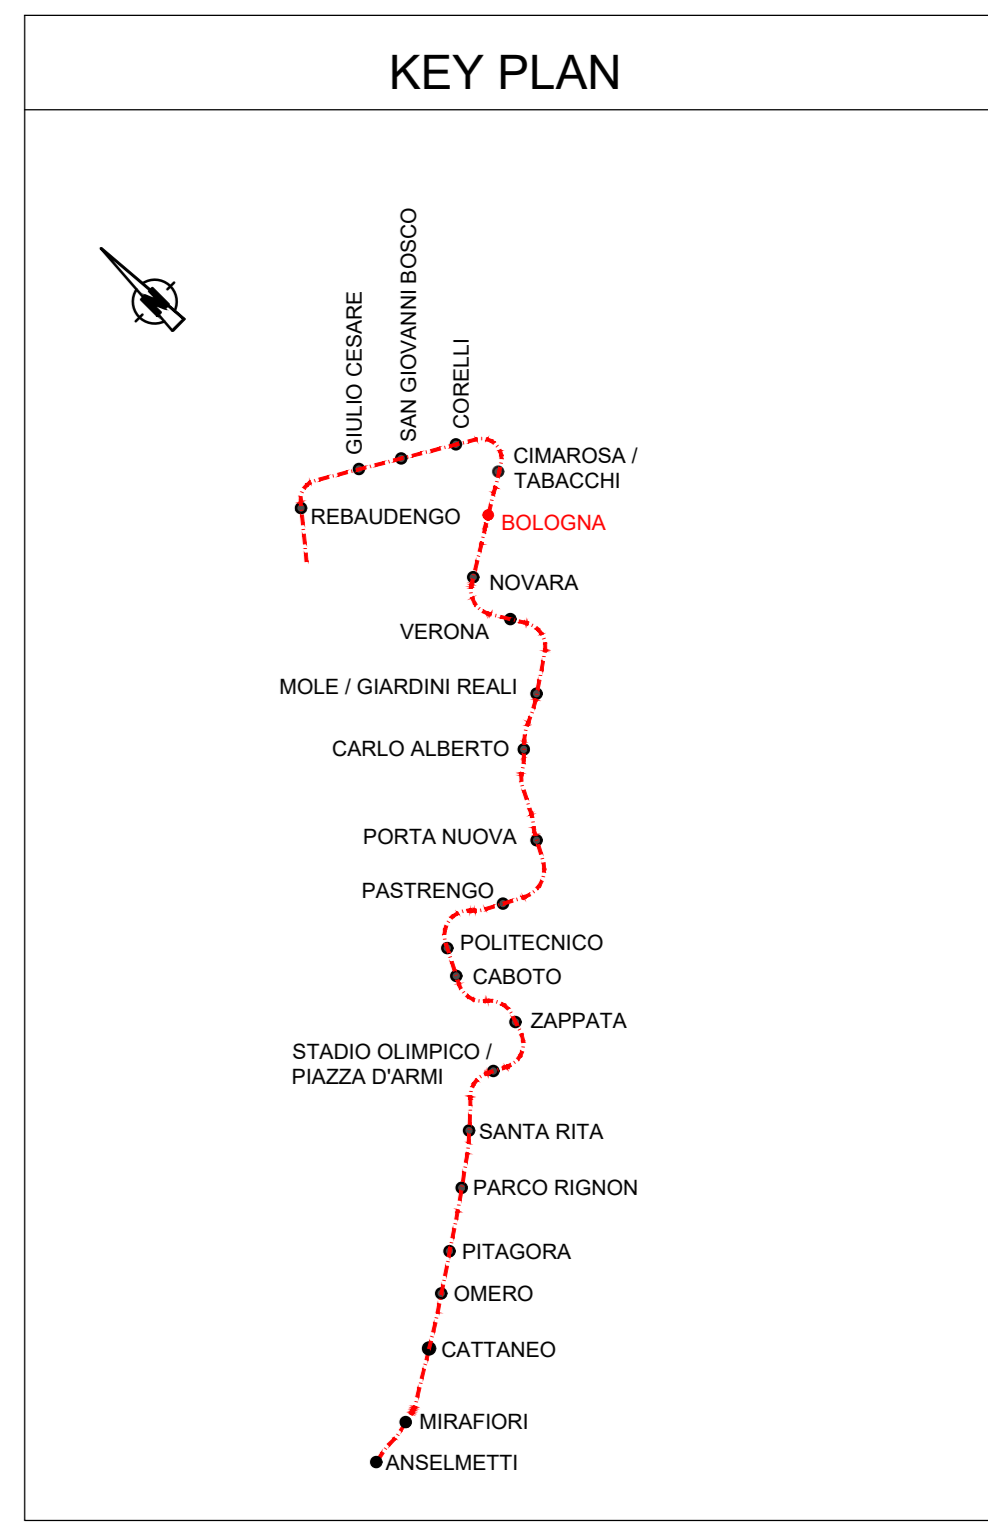 KEY PLAN
GIULIO CESARE
SAN GIOVANNI BOSCO
CORELLI
CIMAROSA /
TABACCHI
REBAUDENGO
BOLOGNA
NOVARA
VERONA
MOLE / GIARDINI REALI
CARLO ALBERTO
PORTA NUOVA
PASTRENGO
POLITECNICO
CABOTO
ZAPPATA
STADIO OLIMPICO /
PIAZZA D'ARMI
SANTA RITA
PARCO RIGNON
PITAGORA
OMERO
CATTANEO
MIRAFIORI
ANSELMETTI